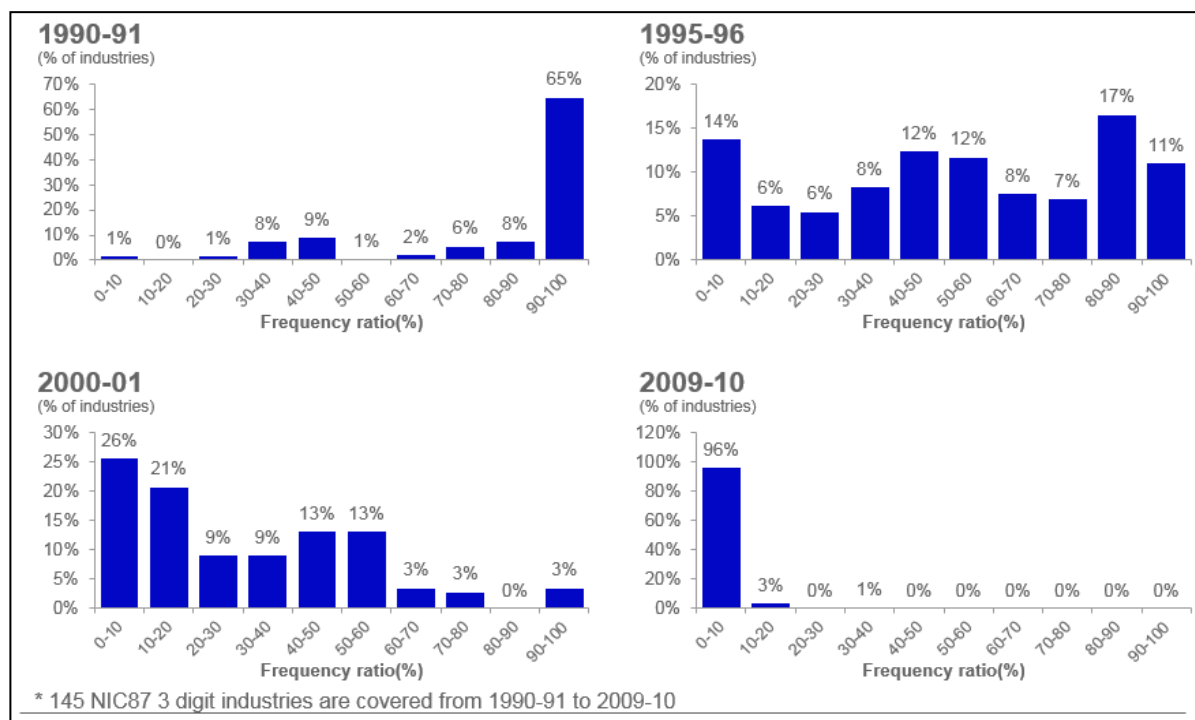 1990-91
(% of industries)
70%
60%
50%
40%
30%
20%
10%
0%
1% 0% 1% 8% 9% 1% 2% 6% 8% 65%
0-10 10-20 20-30 30-40 40-50 50-60 60-70 70-80 80-90 90-100
Frequency ratio(%)
1995-96
(% of industries)
20%
15%
10%
5%
0%
14% 6% 6% 8% 12% 12% 8% 7% 17% 11%
0-10 10-20 20-30 30-40 40-50 50-60 60-70 70-80 80-90 90-100
Frequency ratio(%)
2000-01
(% of industries)
30%
25%
20%
15%
10%
5%
0%
26% 21% 9% 9% 13% 13% 3% 3% 0% 3%
0-10 10-20 20-30 30-40 40-50 50-60 60-70 70-80 80-90 90-100
Frequency ratio(%)
2009-10
(% of industries)
120%
100%
80%
60%
40%
20%
0%
96% 3% 0% 1% 0% 0% 0% 0% 0% 0%
0-10 10-20 20-30 30-40 40-50 50-60 60-70 70-80 80-90 90-100
Frequency ratio(%)
* 145 NIC87 3 digit industries are covered from 1990-91 to 2009-10